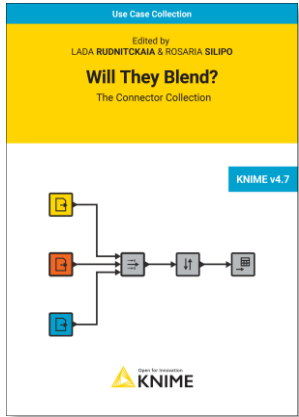 Use Case Collection
Edited by
LADA RUDNITCKAIA & ROSARIA SILIPO
Will They Blend?
The Connector Collection
KNIME v4.7
Open for Innovation
KNIME